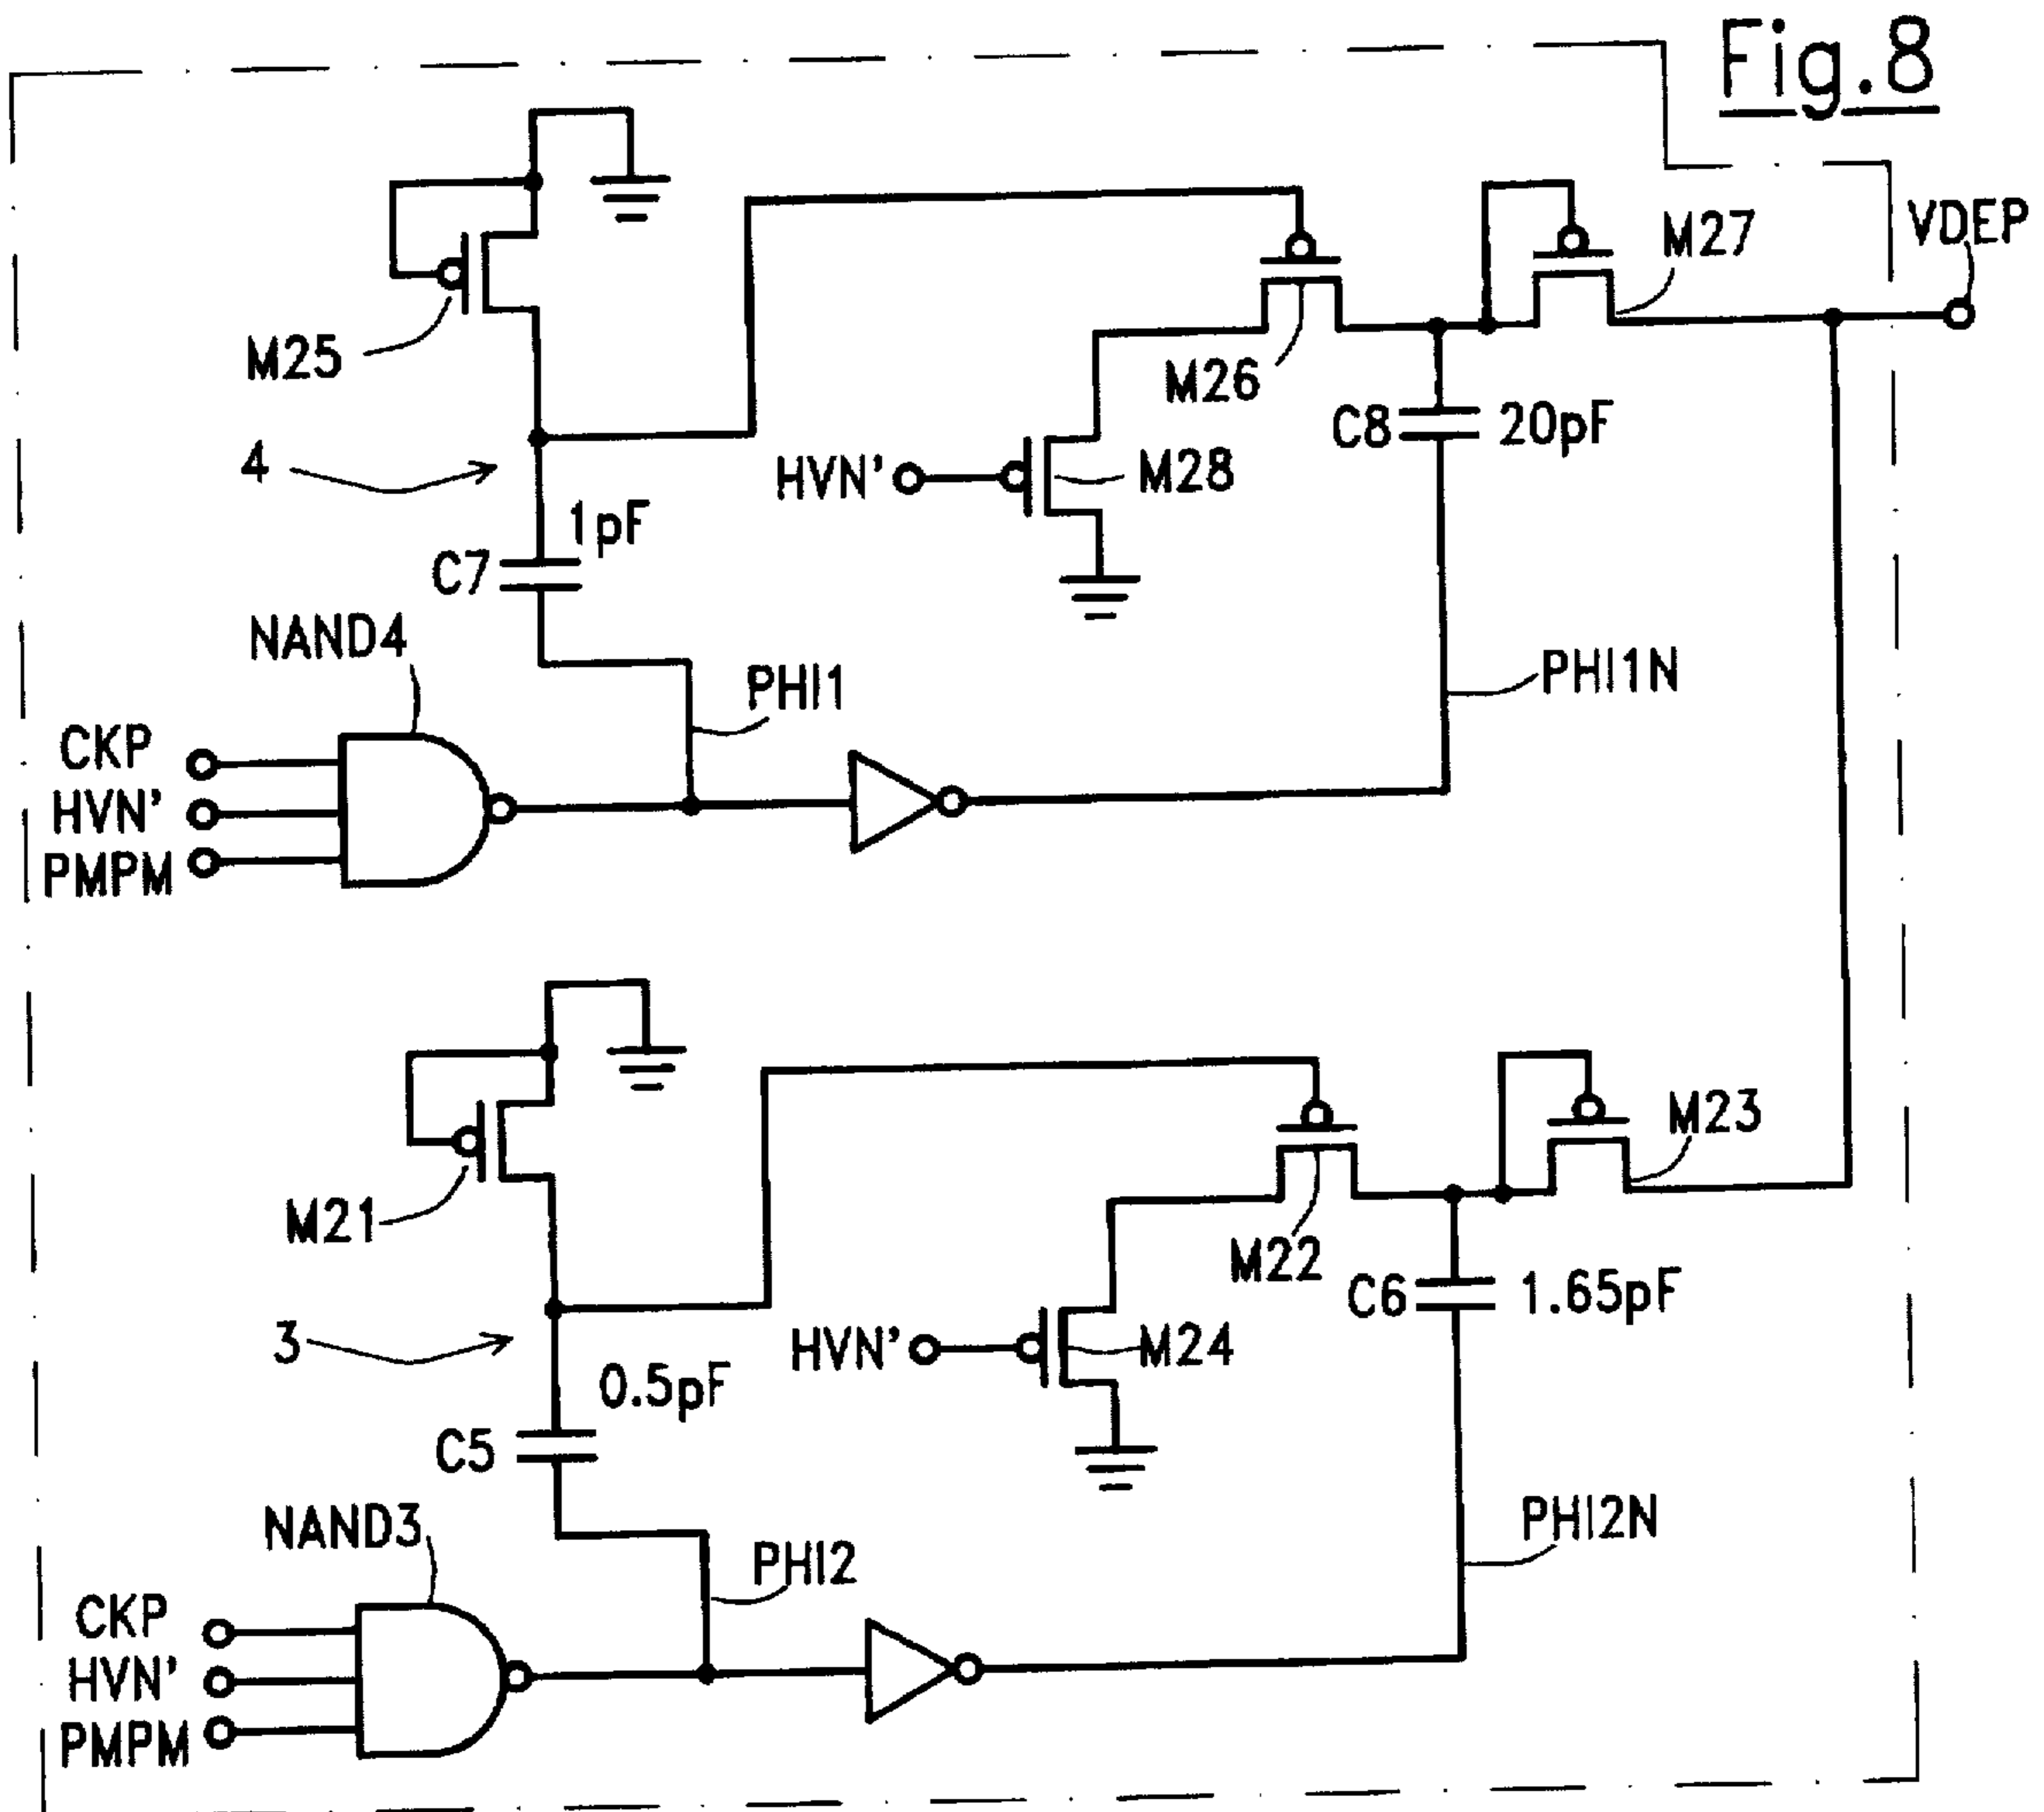 Fig.8
VDEP
M27
M25
M26
C8 20pF
4
HVN'
M28
1pF
C7
NAND4
PHI1
PHI1N
CKP
HVN'
PMPM
M23
M21
M22
C6 1.65pF
3
HVN'
M24
0.5pF
C5
NAND3
PHI2
PHI2N
CKP
HVN'
PMPM